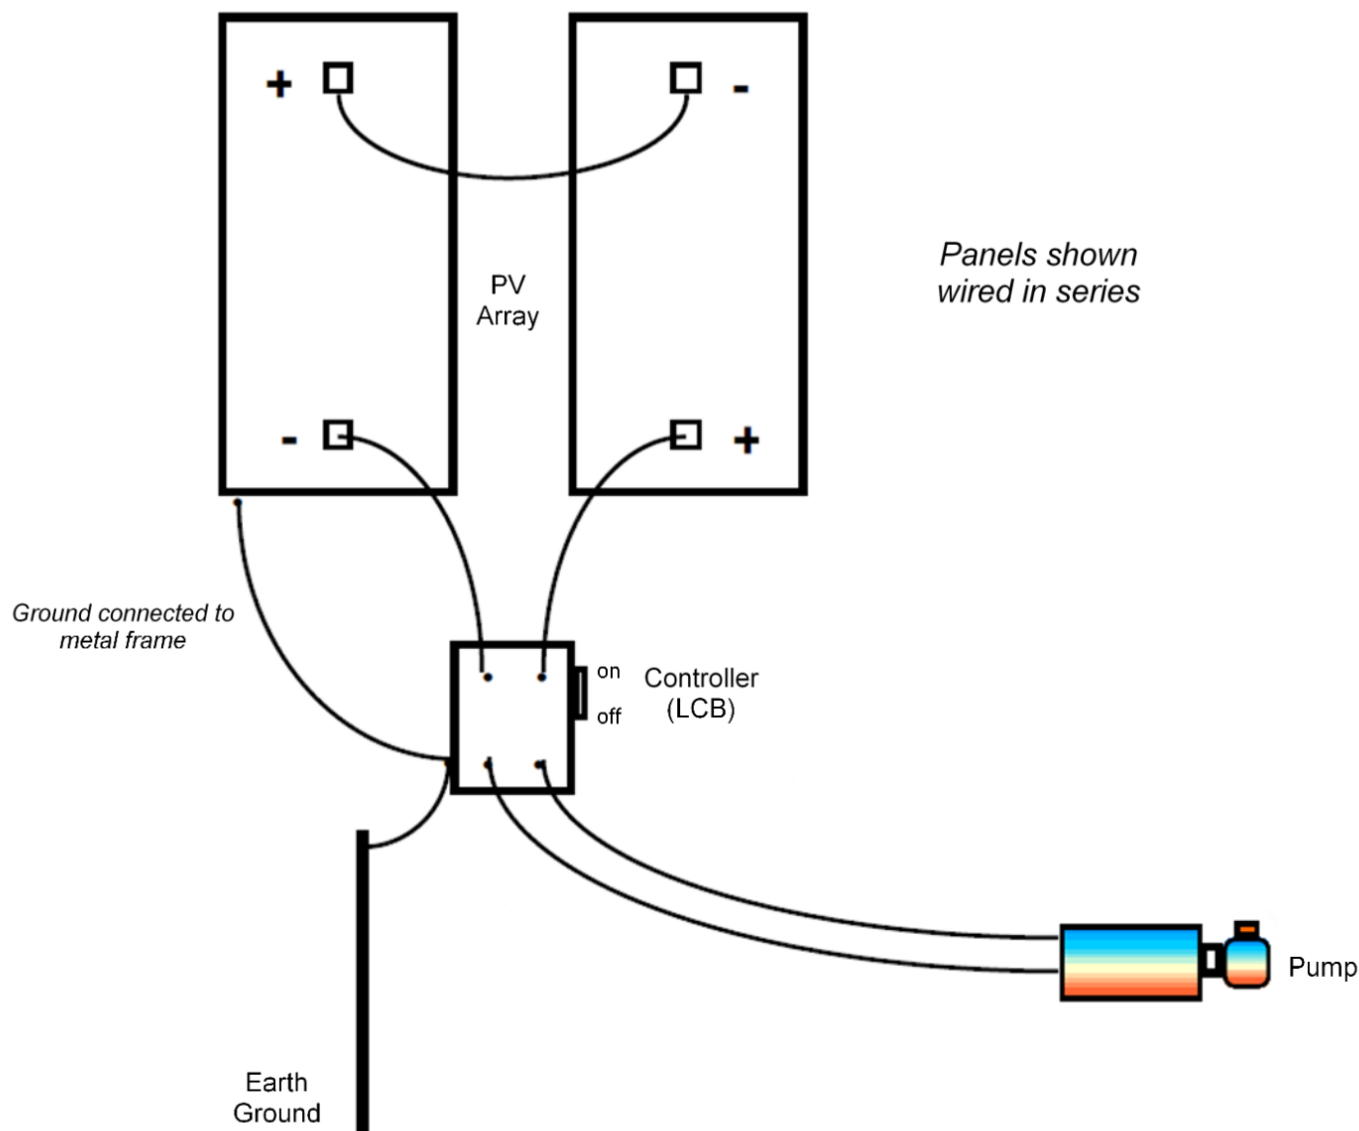 +
-
Panels shown
wired in series
PV
Array
-
+
Ground connected to
metal frame
on
off
Controller
(LCB)
Pump
Earth
Ground